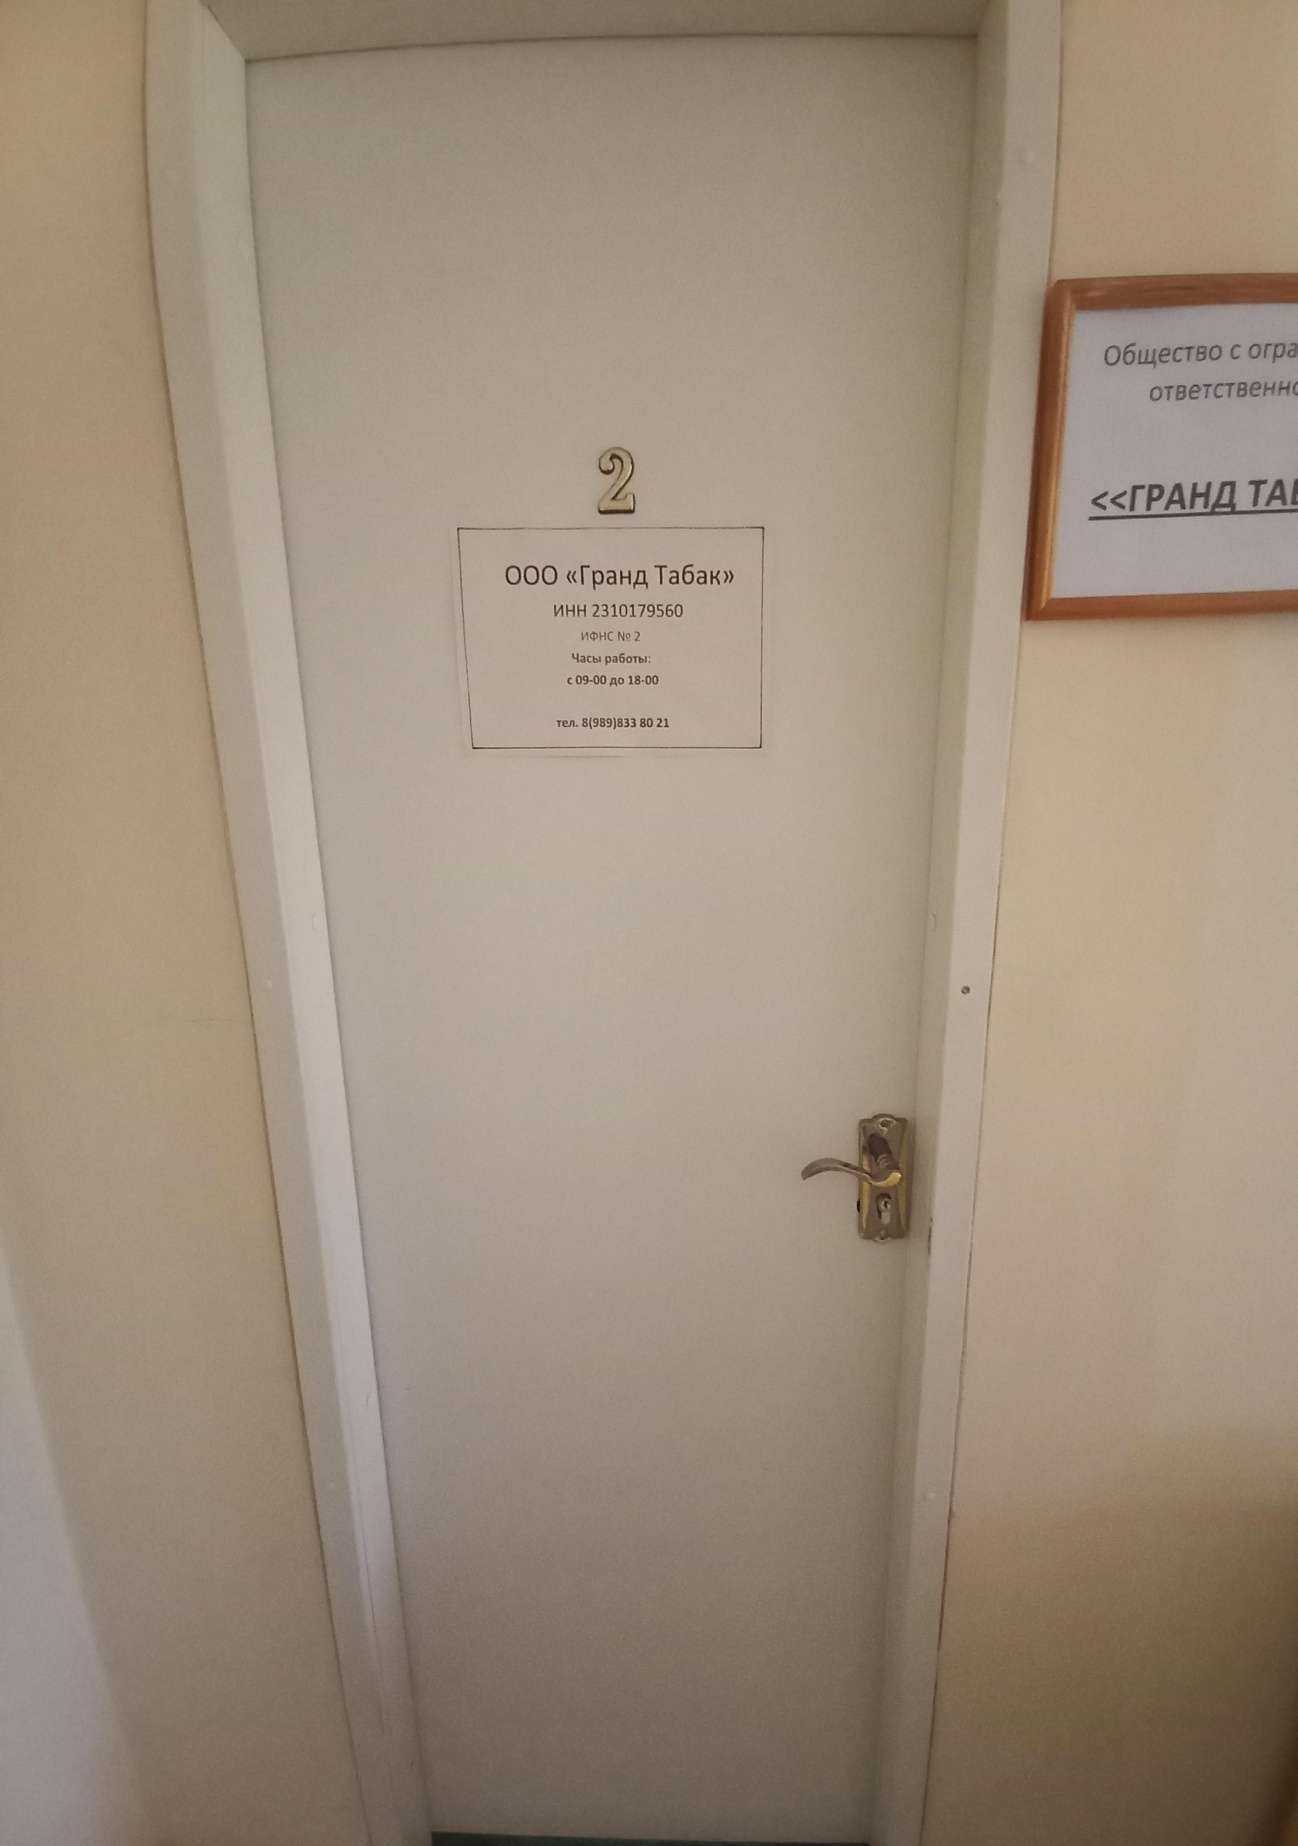 2
ООО «Гранд Табак»
ИНН 2310179560
ИФНС № 2
Часы работы:
с 09-00 до 18-00
тел. 8(989)833 80 21
Общество с огра
ответственно
<<ГРАНД ТАБ